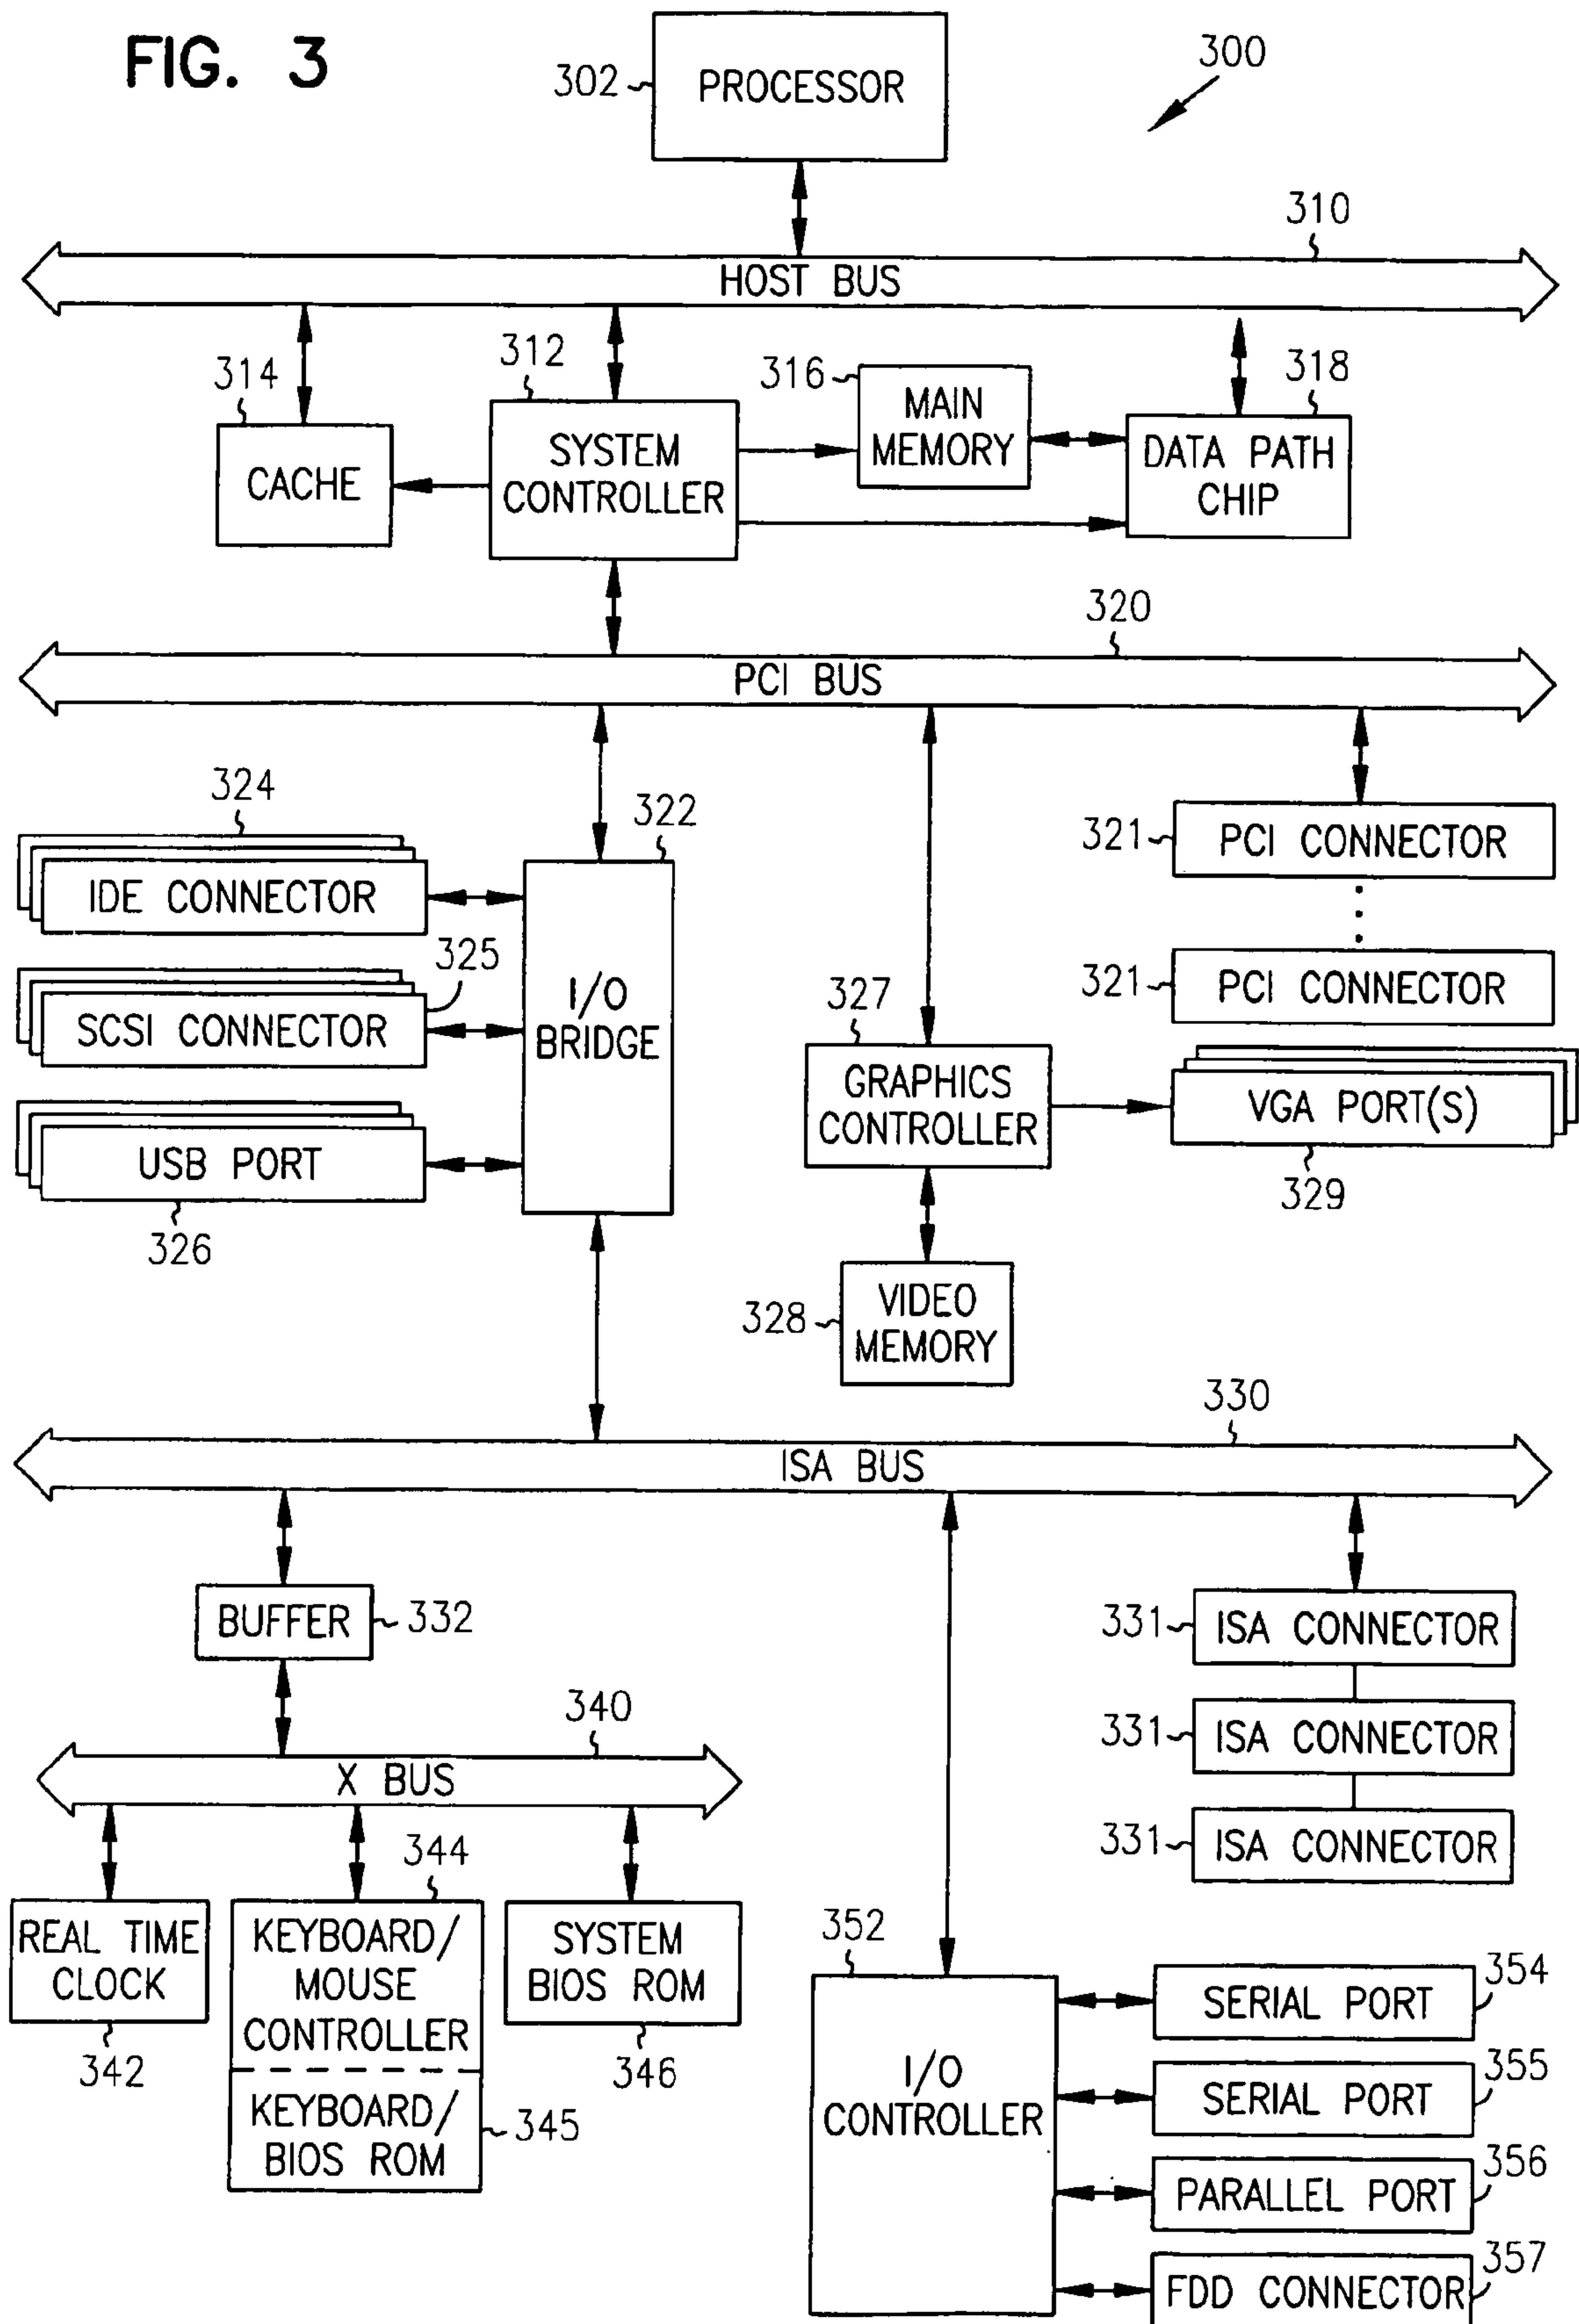 FIG. 3
302
PROCESSOR
300
310
HOST BUS
314
312
316
318
CACHE
SYSTEM
CONTROLLER
MAIN
MEMORY
DATA PATH
CHIP
320
PCI BUS
324
322
IDE CONNECTOR
325
SCSI CONNECTOR
USB PORT
326
I/O
BRIDGE
321
PCI CONNECTOR
321
PCI CONNECTOR
327
GRAPHICS
CONTROLLER
VGA PORT(S)
329
328
VIDEO
MEMORY
330
ISA BUS
BUFFER
332
331
ISA CONNECTOR
331
ISA CONNECTOR
331
ISA CONNECTOR
340
X BUS
344
REAL TIME
CLOCK
342
KEYBOARD/
MOUSE
CONTROLLER
KEYBOARD/
BIOS ROM
345
SYSTEM
BIOS ROM
346
352
I/O
CONTROLLER
SERIAL PORT
354
SERIAL PORT
355
PARALLEL PORT
356
FDD CONNECTOR
357